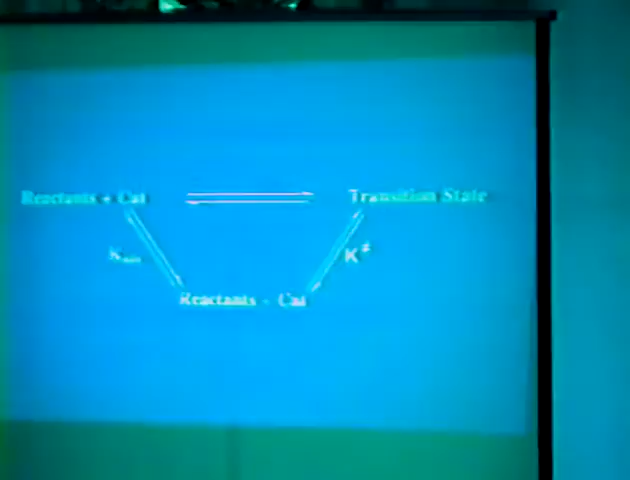 Reactants + Cat
Transition State
K‡
Reactants - Cat